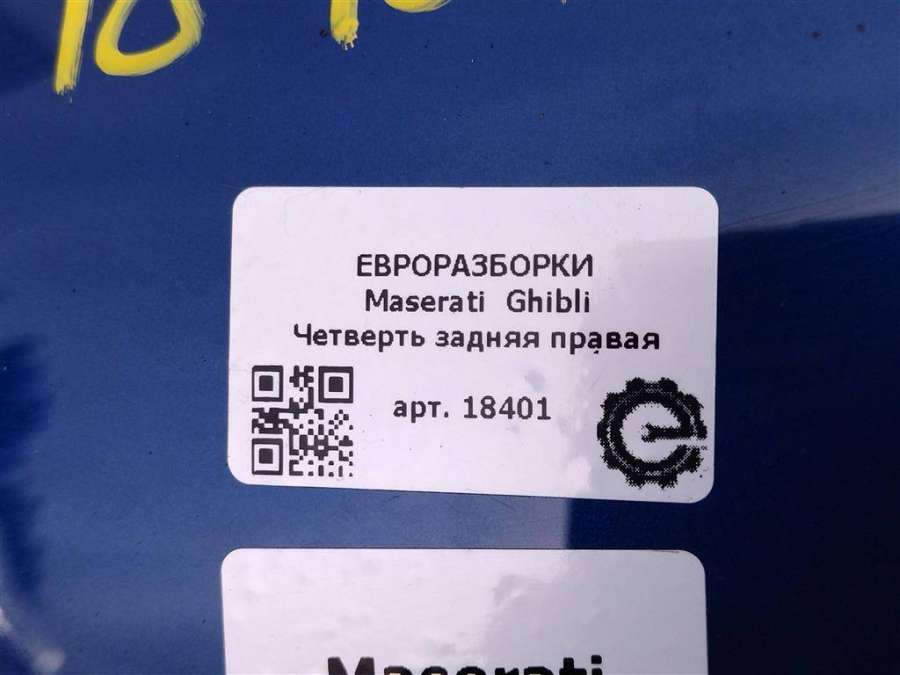 ЕВРОРАЗБОРКИ
Maserati Ghibli
Четверть задняя правая
арт. 18401
Maserati